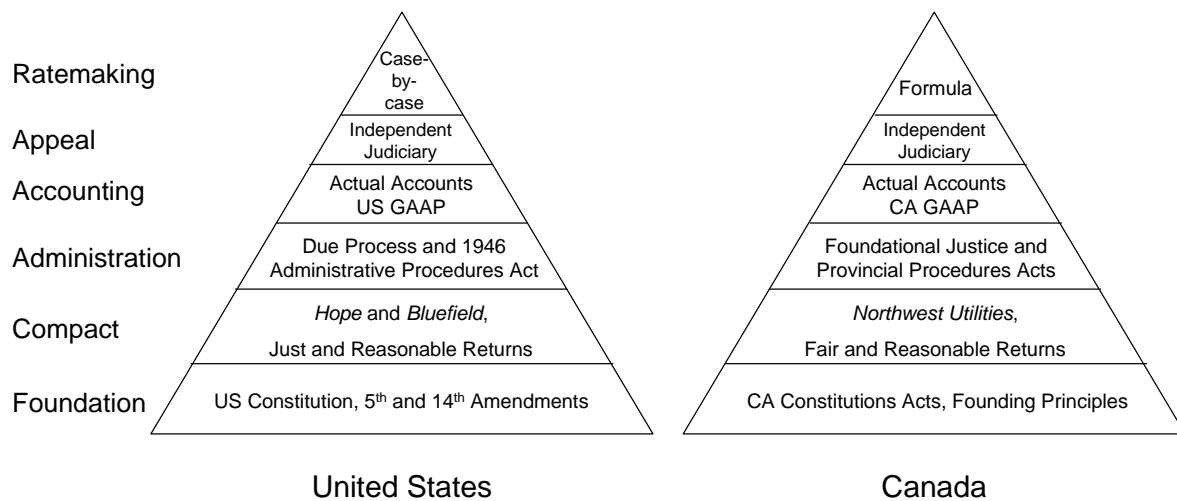 Ratemaking
Case-
by-
case
Formula
Appeal
Independent
Judiciary
Independent
Judiciary
Accounting
Actual Accounts
US GAAP
Actual Accounts
CA GAAP
Administration
Due Process and 1946
Administrative Procedures Act
Foundational Justice and
Provincial Procedures Acts
Compact
Hope and Bluefield,
Just and Reasonable Returns
Northwest Utilities,
Fair and Reasonable Returns
Foundation
US Constitution, 5th and 14th Amendments
CA Constitutions Acts, Founding Principles
United States
Canada